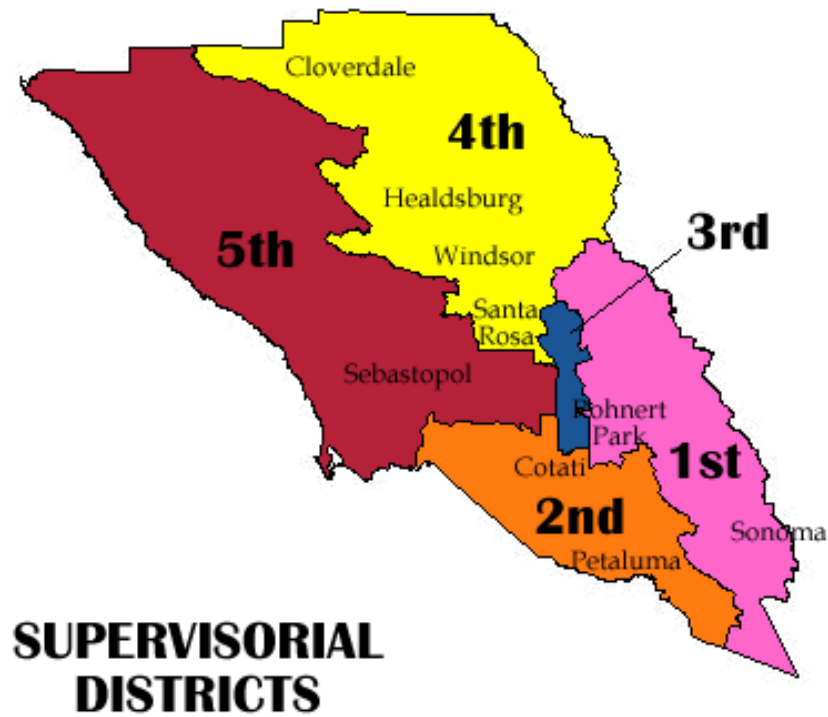 Cloverdale
4th
Healdsburg
3rd
5th
Windsor
Santa
Rosa
Sebastopol
Rohnert
Park
1st
Cotati
2nd
Sonoma
Petaluma
SUPERVISORIAL
DISTRICTS